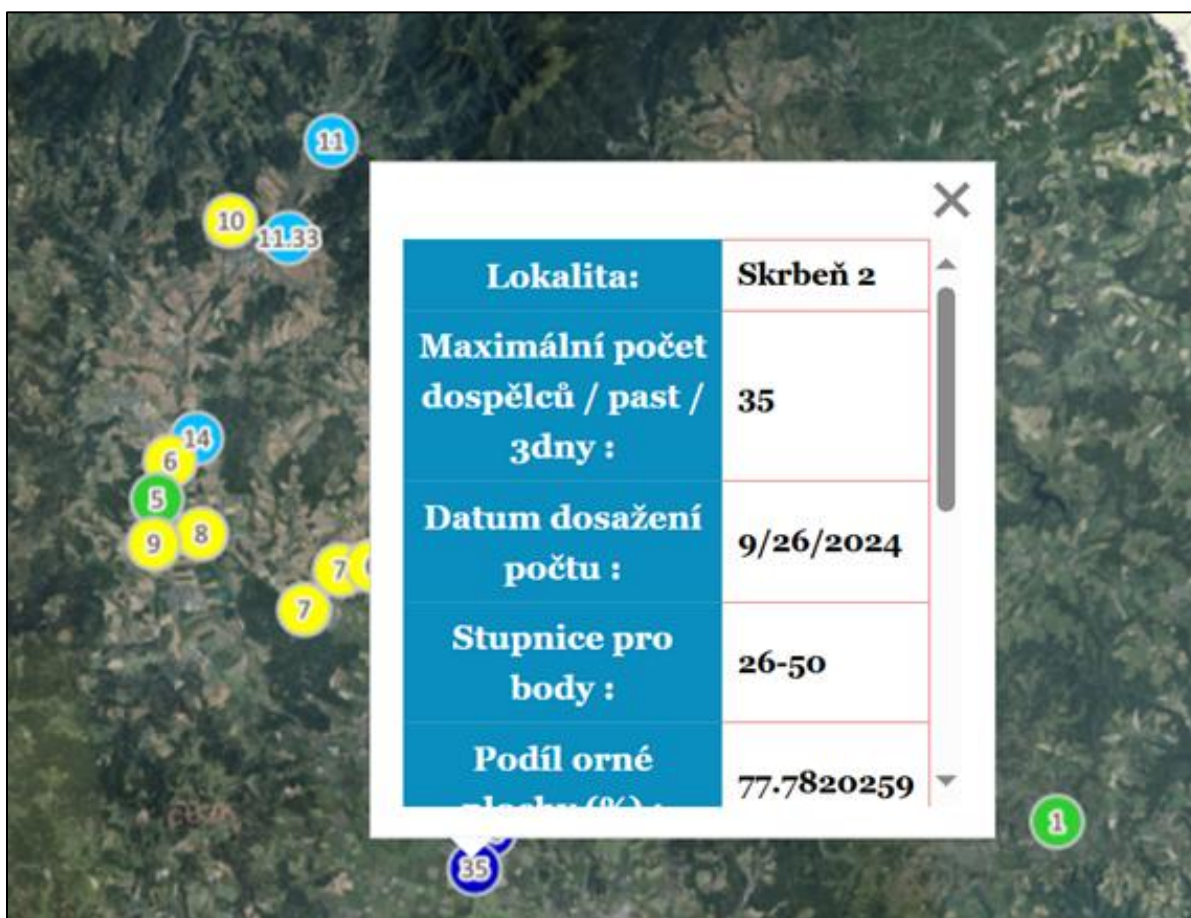 11
10
11.33
14
6
5
9
8
7
7
Lokalita:
Skrbeň 2
Maximální počet
dospělců / past /
3dny :
35
Datum dosažení
počtu :
9/26/2024
Stupnice pro
body :
26-50
Podíl orné
plochy (%) :
77.7820259
1
35